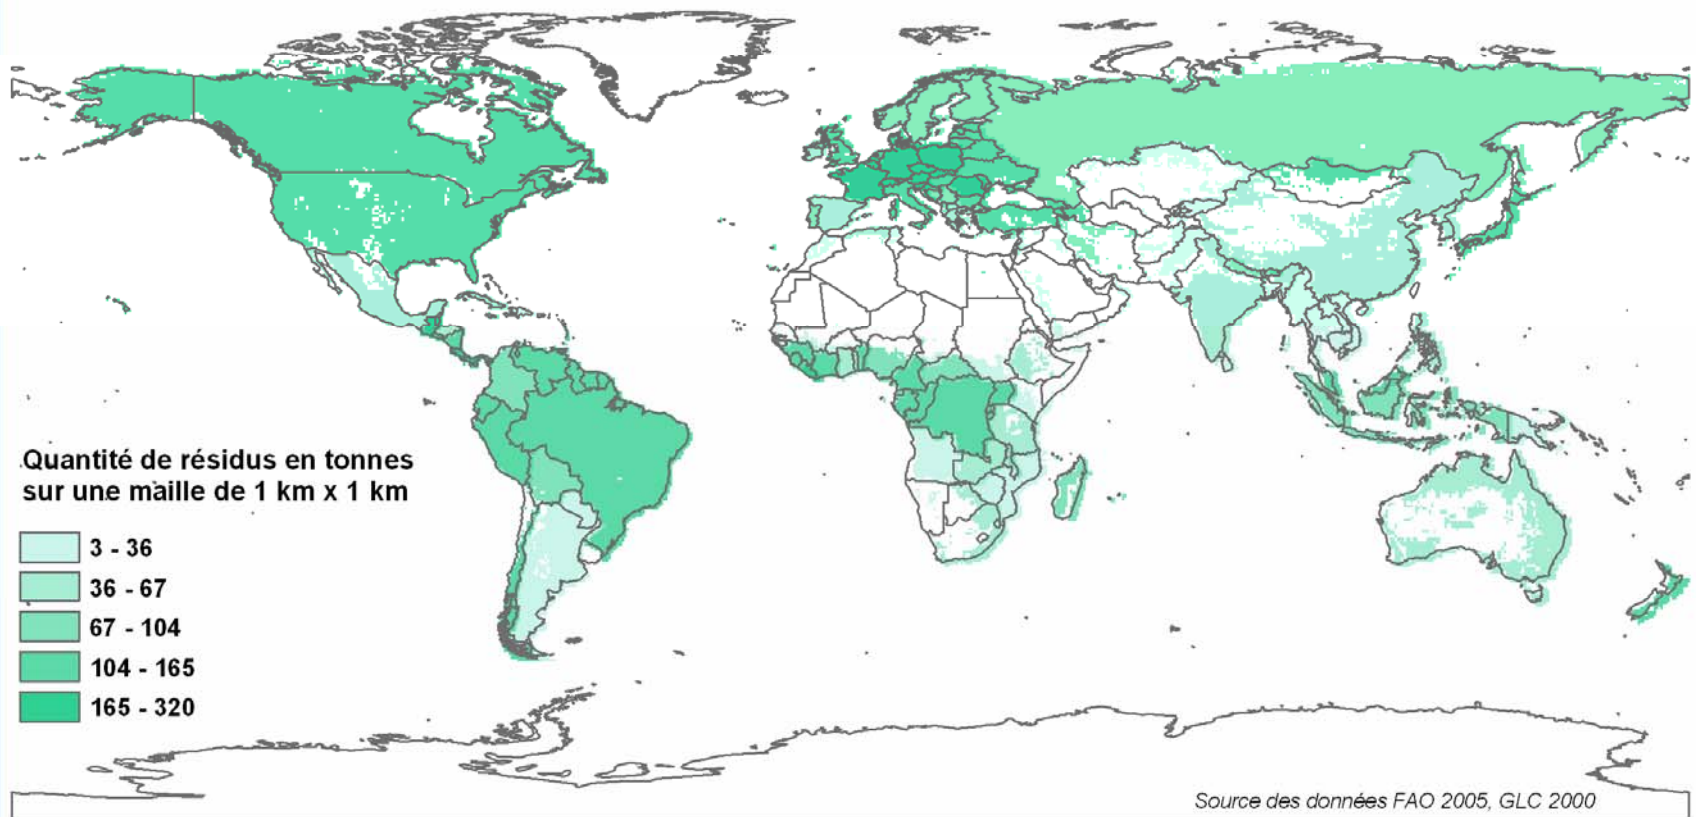 Quantité de résidus en tonnes
sur une maille de 1 km x 1 km
3 - 36
36 - 67
67 - 104
104 - 165
165 - 320
Source des données FAO 2005, GLC 2000